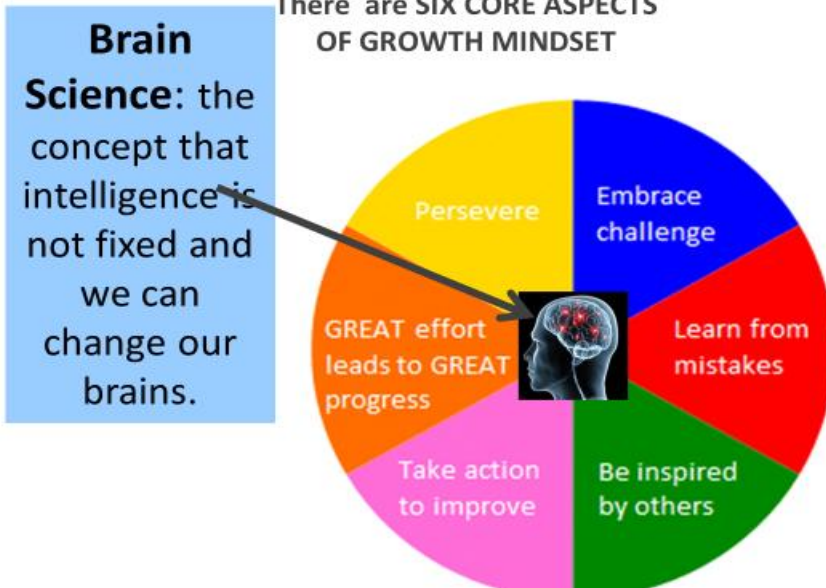 There are SIX CORE ASPECTS
OF GROWTH MINDSET
Brain
Science: the
concept that
intelligence is
not fixed and
we can
change our
brains.
Persevere
Embrace
challenge
GREAT effort
leads to GREAT
progress
Learn from
mistakes
Take action
to improve
Be inspired
by others